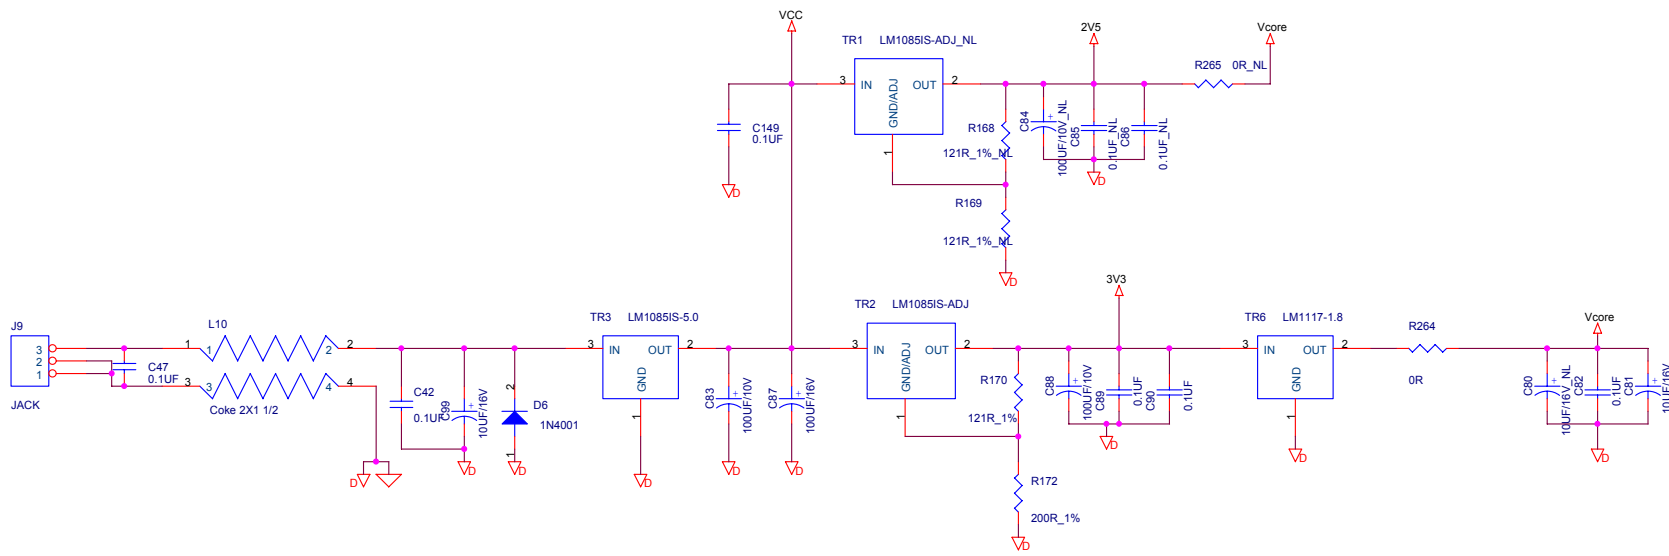 VCC
TR1 LM1085IS-ADJ_NL
2V5
Vcore
R265 0R_NL
3 IN OUT 2
GND/ADJ
1
C149
0.1UF
R168
121R_1%_NL
C84
100UF/10V_NL
C85
0.1UF_NL
C86
0.1UF_NL
D
D
R169
121R_1%_NL
D
3V3
J9
3
2
1
JACK
C47
0.1UF
L10
1 1 2 2
3 3 4 4
Coke 2X1 1/2
D
C42
0.1UF
C99
10UF/16V
D
2
D6
1N4001
1
D
TR3 LM1085IS-5.0
3 IN OUT 2
GND
1
D
C83
100UF/10V
D
C87
100UF/16V
D
TR2 LM1085IS-ADJ
3 IN OUT 2
GND/ADJ
1
R170
121R_1%
R172
200R_1%
D
C88
100UF/10V
C89
0.1UF
C90
0.1UF
D
TR6 LM1117-1.8
3 IN OUT 2
GND
1
D
R264
0R
Vcore
C80
10UF/16V_NL
C82
0.1UF
C81
10UF/16V
D